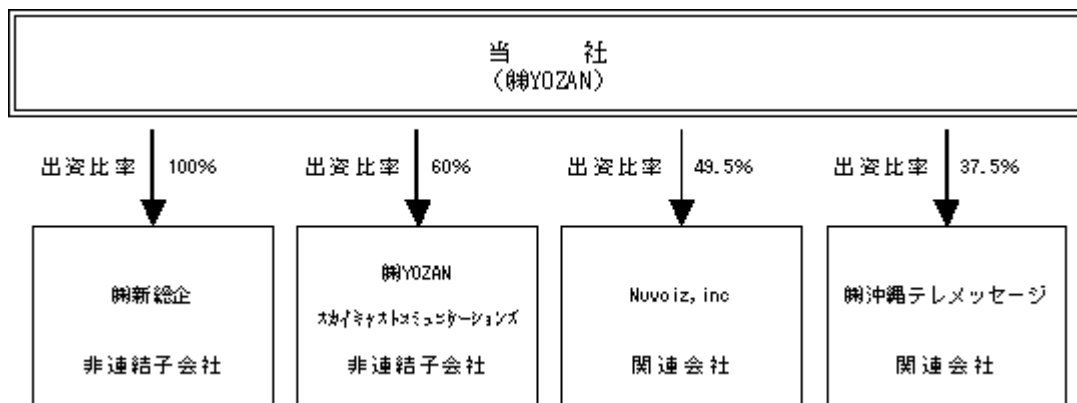 当 社
(㈱YOZAN)
出資比率 100%
出資比率 60%
出資比率 49.5%
出資比率 37.5%
㈱新総企
非連結子会社
㈱YOZAN
スカイキャストコミュニケーションズ
非連結子会社
Nuvoiz,inc
関連会社
㈱沖縄テレメッセージ
関連会社